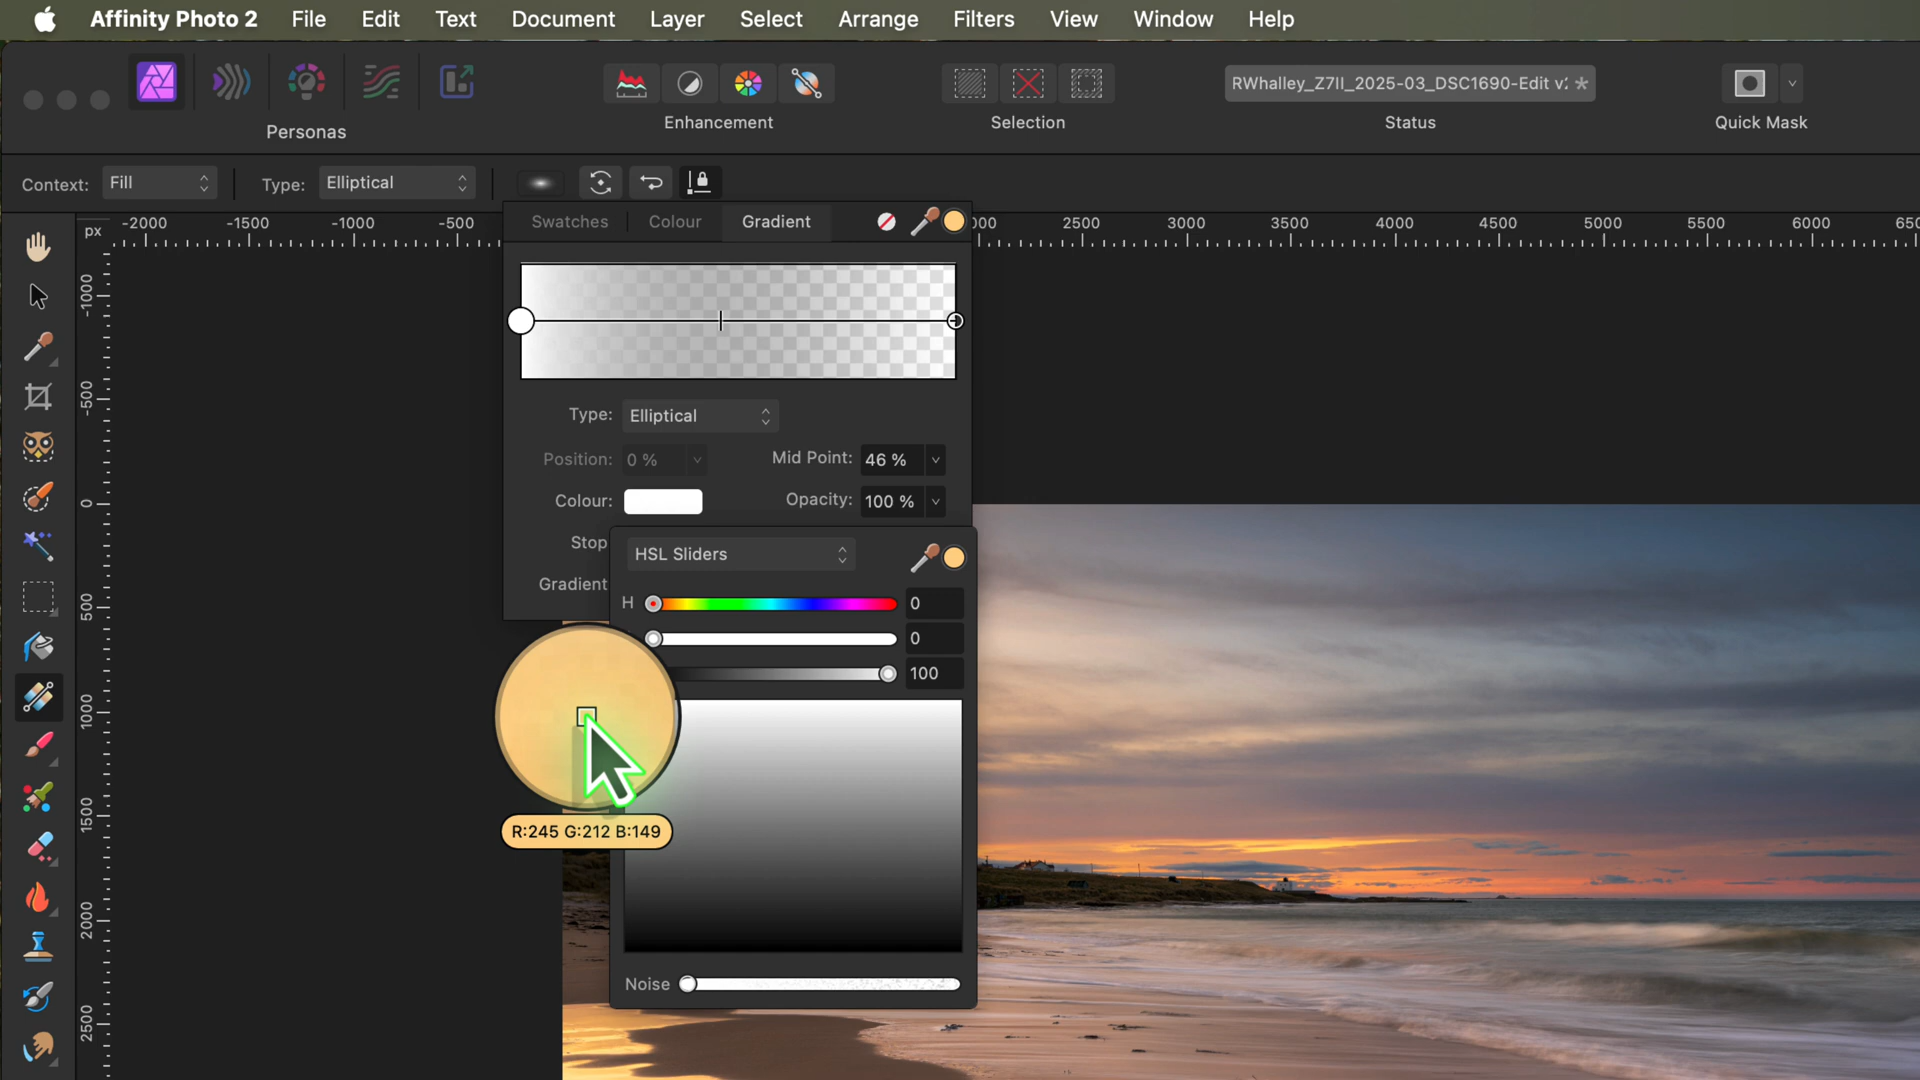 Affinity Photo 2 File Edit Text Document Layer Select Arrange Filters View Window Help
RWhalley_Z7II_2025-03_DSC1690-Edit v: *
Personas Enhancement Selection Status Quick Mask
Context: Fill Type: Elliptical
Swatches Colour Gradient
px -2000 -1500 -1000 -500 000 2500 3000 3500 4000 4500 5000 5500 6000 650
-1000
-500
0
500
1000
1500
2000
2500
Type: Elliptical
Position: 0 % Mid Point: 46 %
Colour: Opacity: 100 %
Stop
Gradient
HSL Sliders
H 0
0
100
R:245 G:212 B:149
Noise